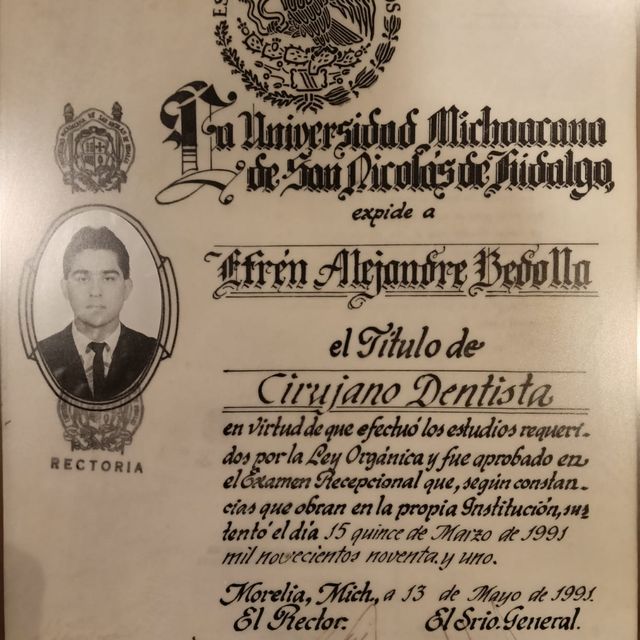 La Universidad Michoacana
de San Nicolás de Hidalgo,
expide a
Efrén Alejandre Bedolla
el Título de
Cirujano Dentista
en virtud de que efectuó los estudios requeri-
dos por la Ley Orgánica y fue aprobado en
el Examen Recepcional que, según constan-
cias que obran en la propia Institución, sus-
tentó el día 15 quince de Marzo de 1991
mil novecientos noventa y uno.
Morelia, Mich., a 13 de Mayo de 1991.
El Rector. El Srio. General.
RECTORIA